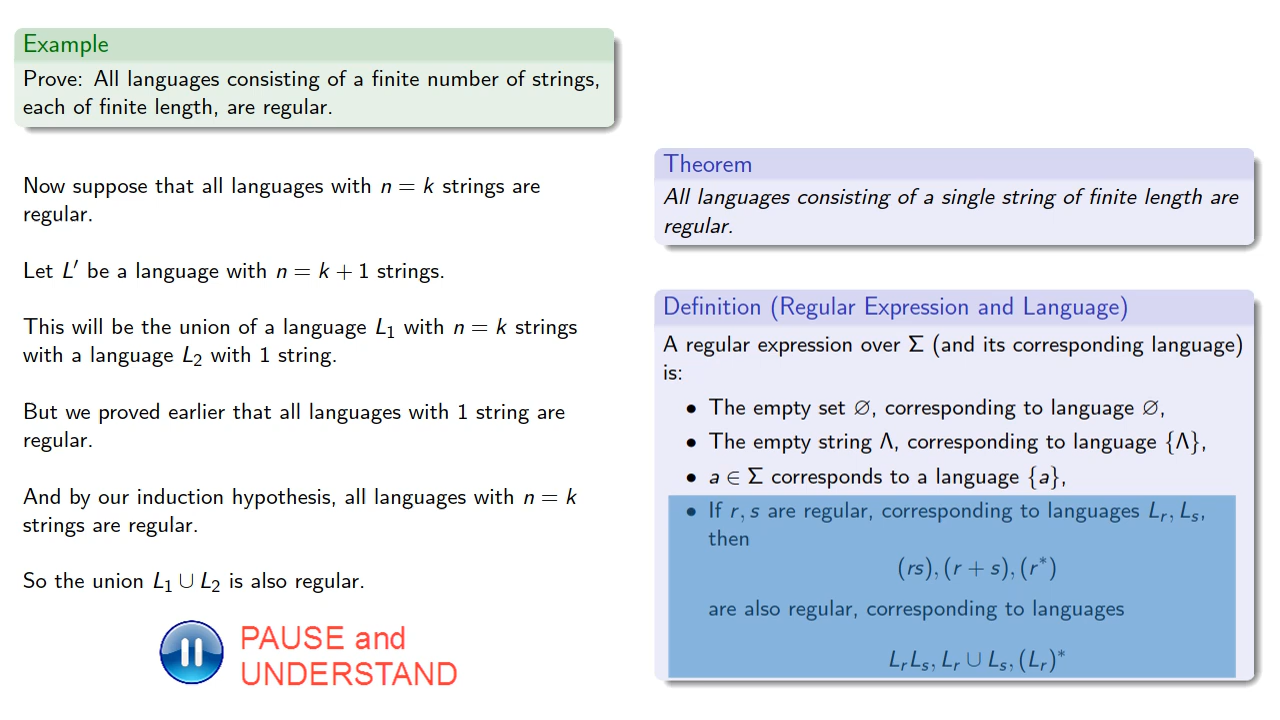 Example
Prove: All languages consisting of a finite number of strings,
each of finite length, are regular.
Now suppose that all languages with n = k strings are
regular.
Let L′ be a language with n = k + 1 strings.
This will be the union of a language L₁ with n = k strings
with a language L₂ with 1 string.
But we proved earlier that all languages with 1 string are
regular.
And by our induction hypothesis, all languages with n = k
strings are regular.
So the union L₁ ∪ L₂ is also regular.
PAUSE and
UNDERSTAND
Theorem
All languages consisting of a single string of finite length are
regular.
Definition (Regular Expression and Language)
A regular expression over Σ (and its corresponding language)
is:
• The empty set ∅, corresponding to language ∅,
• The empty string Λ, corresponding to language {Λ},
• a ∈ Σ corresponds to a language {a},
• If r, s are regular, corresponding to languages Lᵣ, Lₛ,
then
(rs), (r + s), (r*)
are also regular, corresponding to languages
LᵣLₛ, Lᵣ ∪ Lₛ, (Lᵣ)*